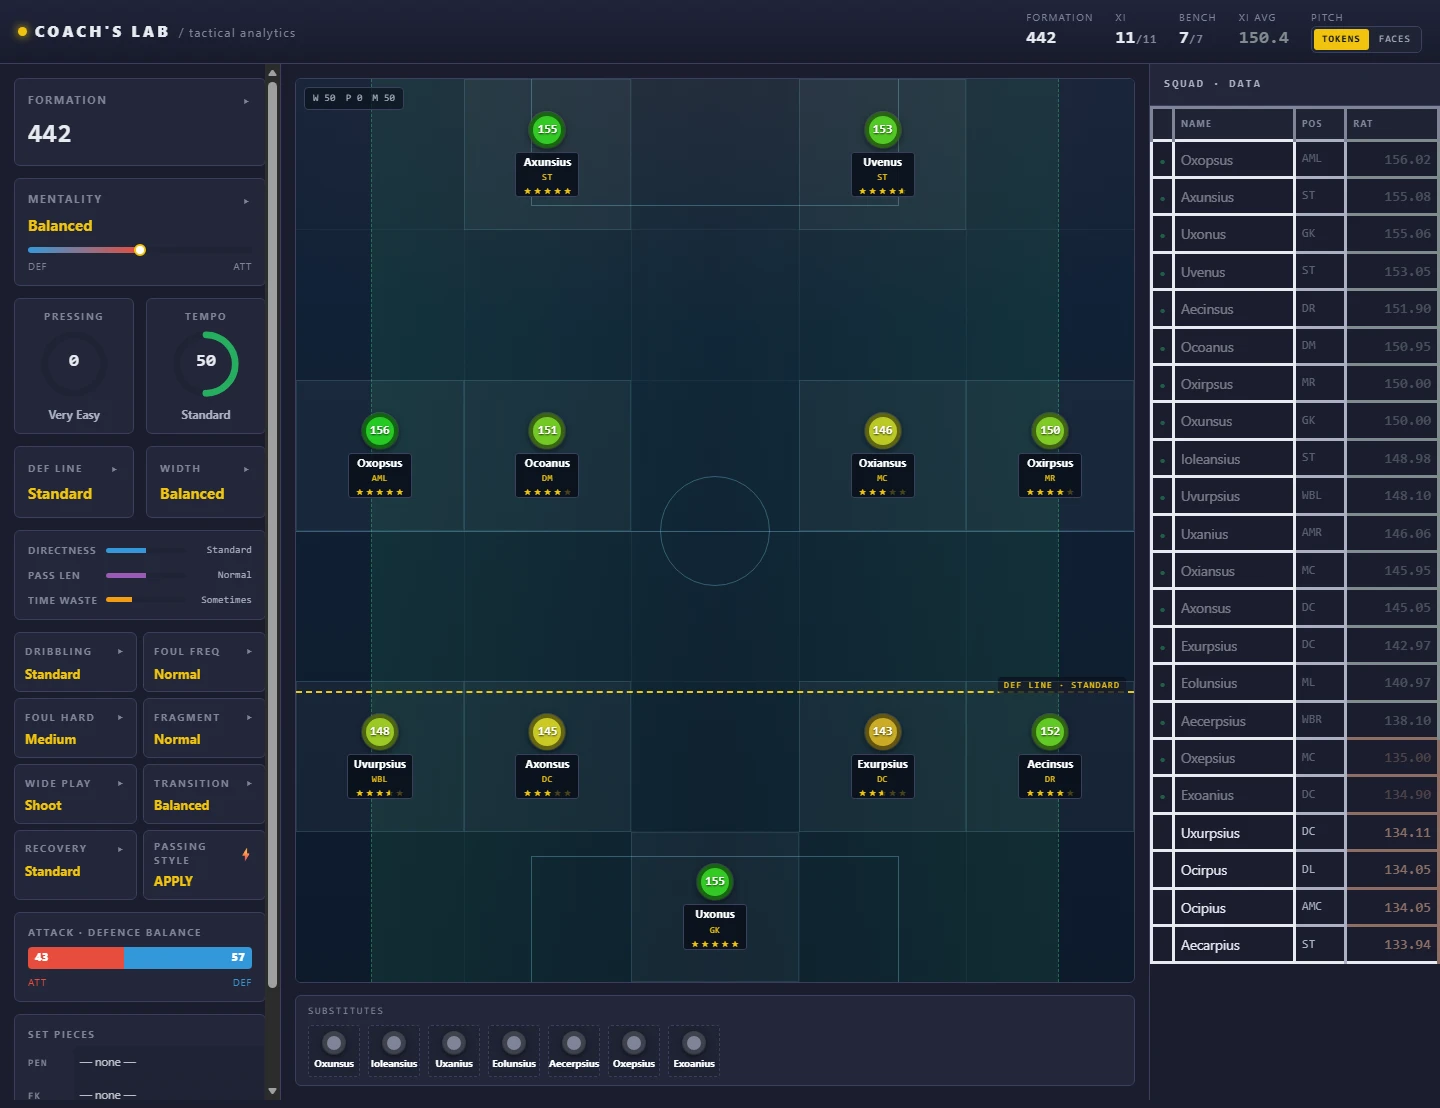 COACH'S LAB / tactical analytics
FORMATION
442
XI
11/11
BENCH
7/7
XI AVG
150.4
PITCH
TOKENS FACES
FORMATION ▸
442
MENTALITY ▸
Balanced
DEF ATT
PRESSING
0
Very Easy
TEMPO
50
Standard
DEF LINE ▸
Standard
WIDTH ▸
Balanced
DIRECTNESS Standard
PASS LEN Normal
TIME WASTE Sometimes
DRIBBLING ▸
Standard
FOUL FREQ ▸
Normal
FOUL HARD ▸
Medium
FRAGMENT ▸
Normal
WIDE PLAY ▸
Shoot
TRANSITION ▸
Balanced
RECOVERY ▸
Standard
PASSING STYLE
APPLY
ATTACK · DEFENCE BALANCE
43 57
ATT DEF
SET PIECES
PEN — none —
FK — none —
W 50 P 0 M 50
155
Axunsius
ST
★★★★★
153
Uvenus
ST
★★★★★
156
Oxopsus
AML
★★★★★
151
Ocoanus
DM
★★★★★
146
Oxiansus
MC
★★★★★
150
Oxirpsus
MR
★★★★★
DEF LINE · STANDARD
148
Uvurpsius
WBL
★★★★★
145
Axonsus
DC
★★★★★
143
Exurpsius
DC
★★★★★
152
Aecinsus
DR
★★★★★
155
Uxonus
GK
★★★★★
SUBSTITUTES
Oxunsus
Ioleansius
Uxanius
Eolunsius
Aecerpsius
Oxepsius
Exoanius
SQUAD · DATA
NAME POS RAT
Oxopsus AML 156.02
Axunsius ST 155.08
Uxonus GK 155.06
Uvenus ST 153.05
Aecinsus DR 151.90
Ocoanus DM 150.95
Oxirpsus MR 150.00
Oxunsus GK 150.00
Ioleansius ST 148.98
Uvurpsius WBL 148.10
Uxanius AMR 146.06
Oxiansus MC 145.95
Axonsus DC 145.05
Exurpsius DC 142.97
Eolunsius ML 140.97
Aecerpsius WBR 138.10
Oxepsius MC 135.00
Exoanius DC 134.90
Uxurpsius DC 134.11
Ocirpus DL 134.05
Ocipius AMC 134.05
Aecarpius ST 133.94